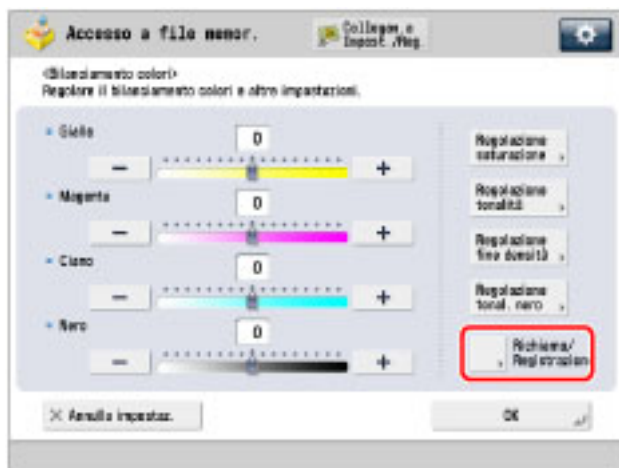 Accesso a file memor.
Collegam. e
Impost./Reg.
<Bilanciamento colori>
Regolare il bilanciamento colori e altre impostazioni.
Giallo
0
Regolazione
saturazione
Magenta
0
Regolazione
tonalità
Ciano
0
Regolazione
fine densità
Regolazione
tonal. nero
Nero
0
Richiama/
Registrazion
Annulla impostaz.
OK